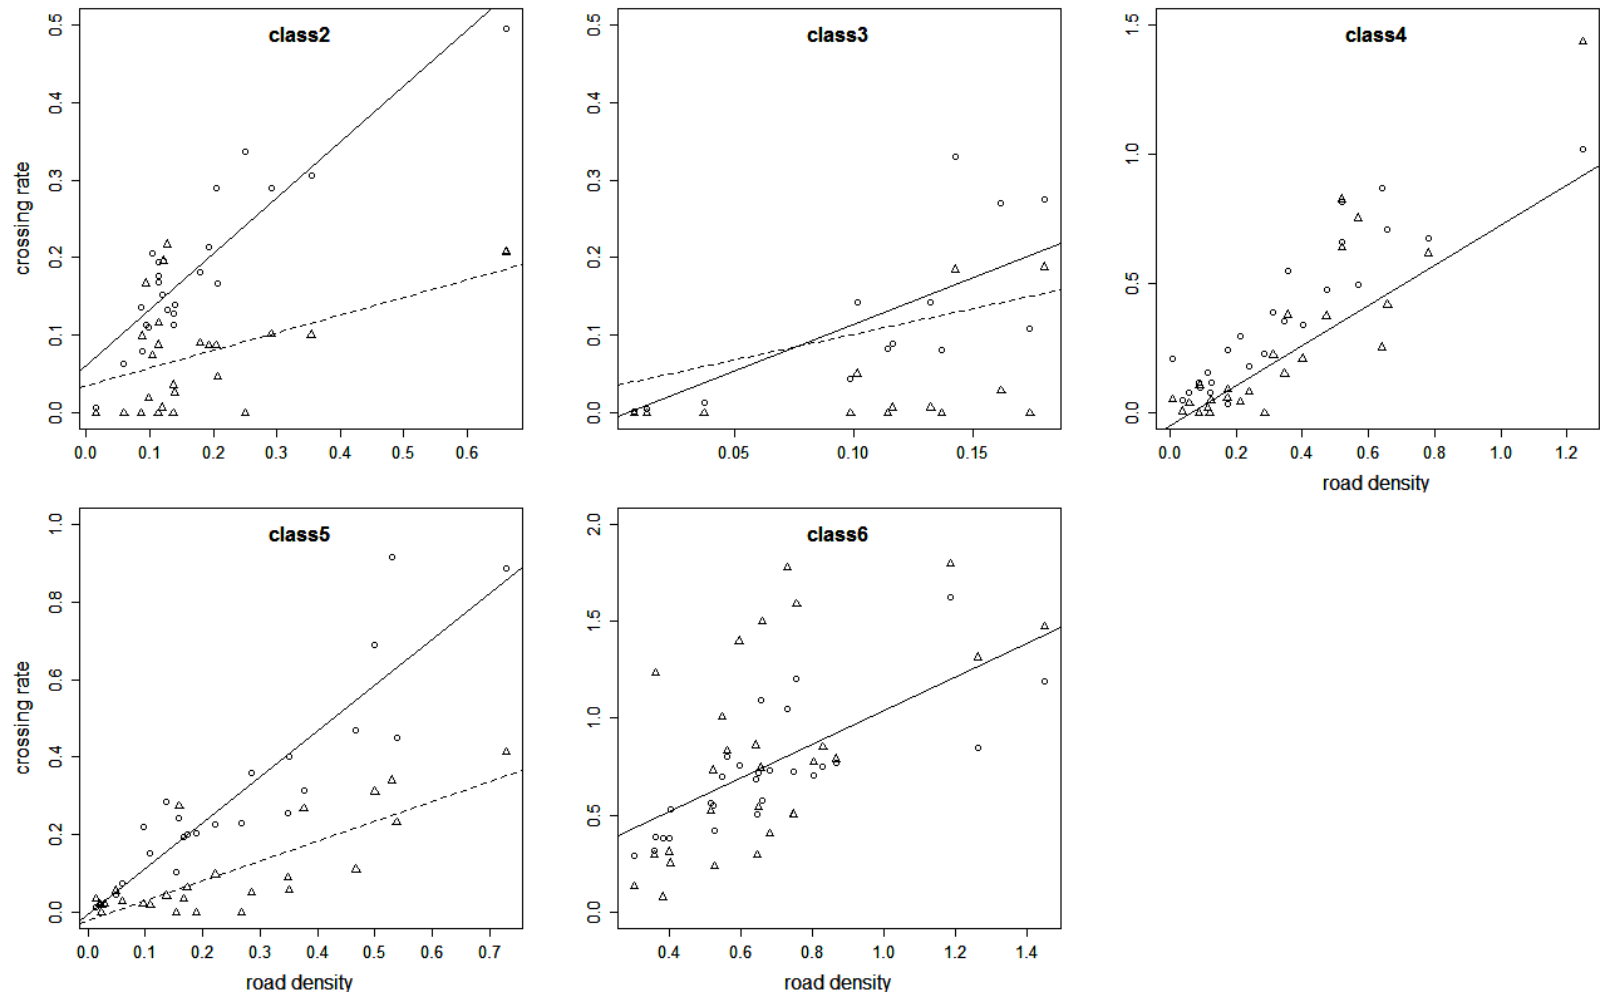 class2
0.5
0.4
0.3
0.2
0.1
0.0
crossing rate
0.0 0.1 0.2 0.3 0.4 0.5 0.6
class3
0.5
0.4
0.3
0.2
0.1
0.0
0.05 0.10 0.15
class4
1.5
1.0
0.5
0.0
0.0 0.2 0.4 0.6 0.8 1.0 1.2
road density
class5
1.0
0.8
0.6
0.4
0.2
0.0
crossing rate
0.0 0.1 0.2 0.3 0.4 0.5 0.6 0.7
road density
class6
2.0
1.5
1.0
0.5
0.0
0.4 0.6 0.8 1.0 1.2 1.4
road density